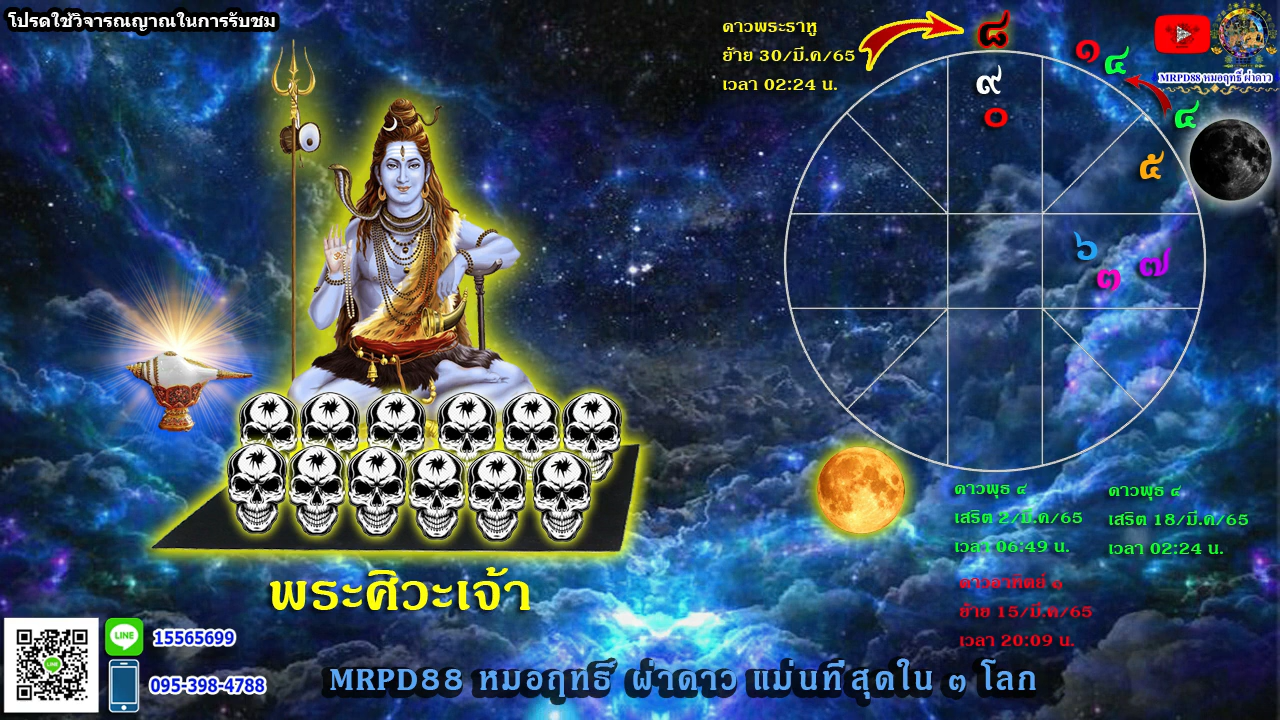 โปรดใช้วิจารณญาณในการรับชม
ดาวพระราหู
ย้าย 30/มี.ค/65
เวลา 02:24 น.
๘
๙
๐
๑
๔
๔
๕
๖
๓
๗
MRPD88 หมอฤทธิ์ ผ่าดาว
ดาวพุธ ๔
เสริต 2/มี.ค/65
เวลา 06:49 น.
ดาวพุธ ๔
เสริต 18/มี.ค/65
เวลา 02:24 น.
ดาวอาทิตย์ ๑
ย้าย 15/มี.ค/65
เวลา 20:09 น.
พระศิวะเจ้า
LINE
15565699
095-398-4788
MRPD88 หมอฤทธิ์ ผ่าดาว แม่นที่สุดใน ๓ โลก